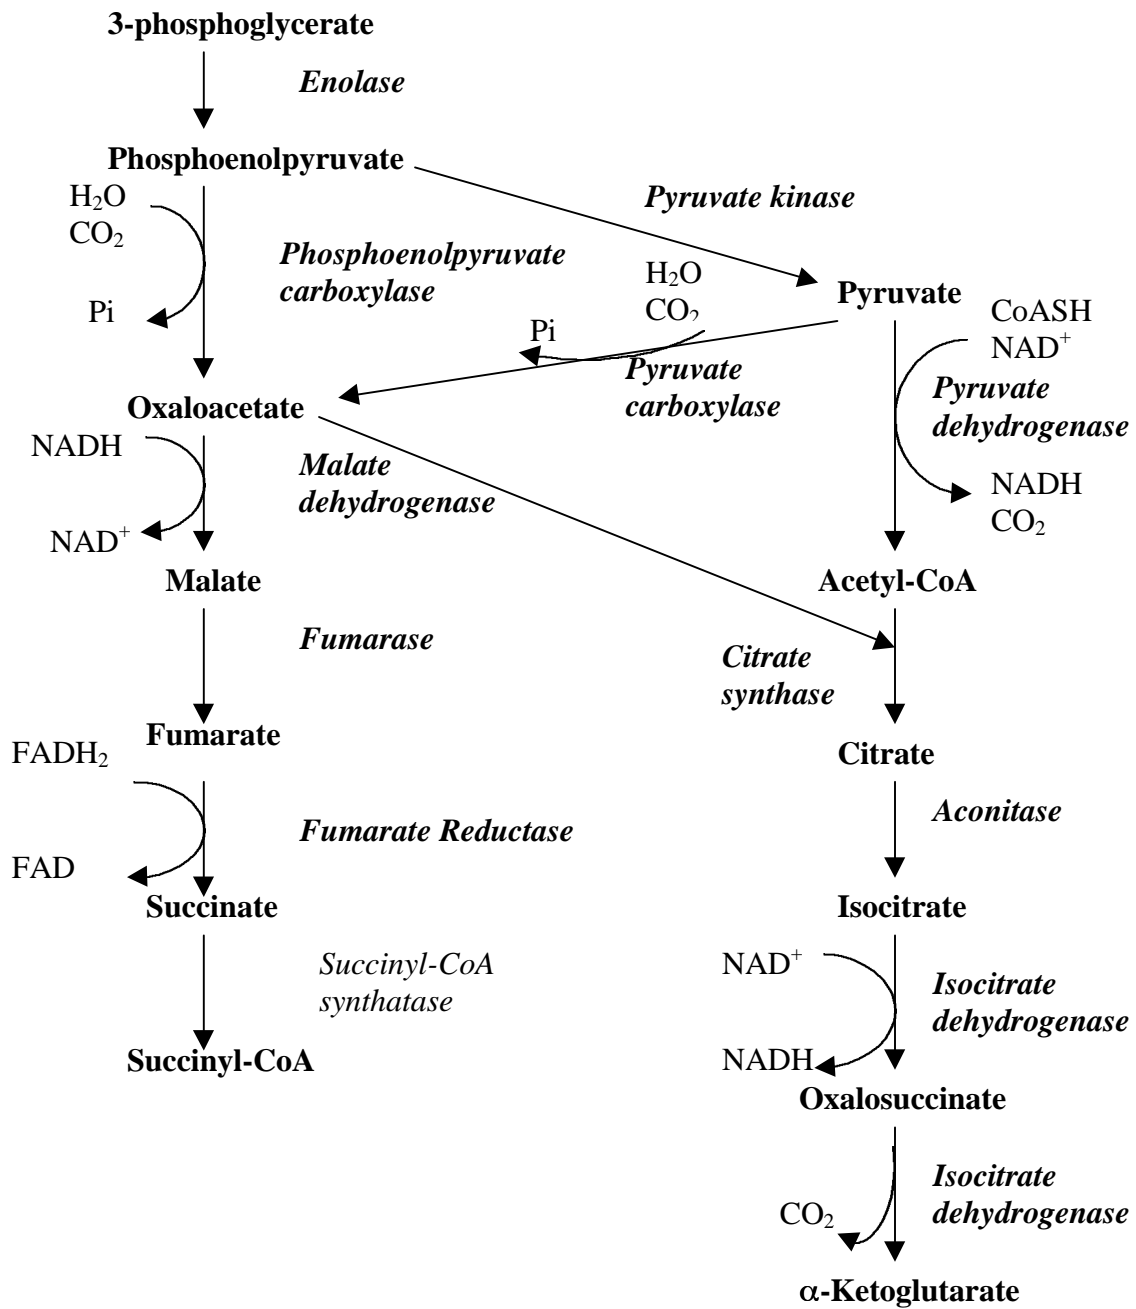 3-phosphoglycerate
Enolase
Phosphoenolpyruvate
H₂O
CO₂
Pyruvate kinase
Phosphoenolpyruvate
carboxylase
H₂O
CO₂
Pyruvate
Pi
Pi
CoASH
NAD⁺
Pyruvate
carboxylase
Pyruvate
dehydrogenase
Oxaloacetate
NADH
Malate
dehydrogenase
NADH
CO₂
NAD⁺
Malate
Acetyl-CoA
Fumarase
Citrate
synthase
Fumarate
FADH₂
Citrate
Fumarate Reductase
Aconitase
FAD
Succinate
Isocitrate
Succinyl-CoA
synthatase
NAD⁺
Isocitrate
dehydrogenase
Succinyl-CoA
NADH
Oxalosuccinate
Isocitrate
dehydrogenase
CO₂
α-Ketoglutarate